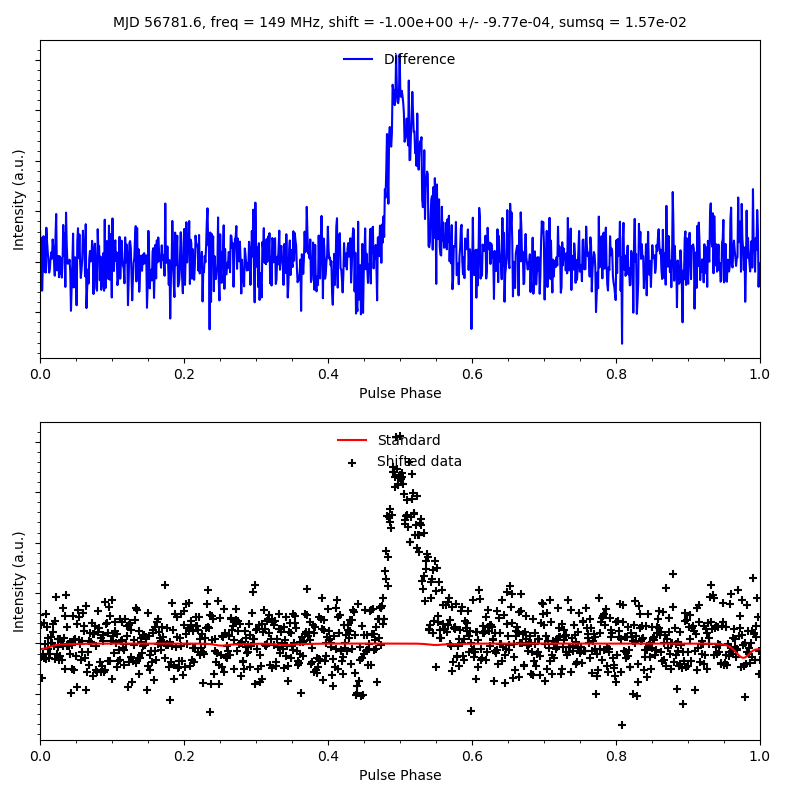 MJD 56781.6, freq = 149 MHz, shift = -1.00e+00 +/- -9.77e-04, sumsq = 1.57e-02
Difference
Intensity (a.u.)
0.0 0.2 0.4 0.6 0.8 1.0
Pulse Phase
Standard
Shifted data
Intensity (a.u.)
0.0 0.2 0.4 0.6 0.8 1.0
Pulse Phase